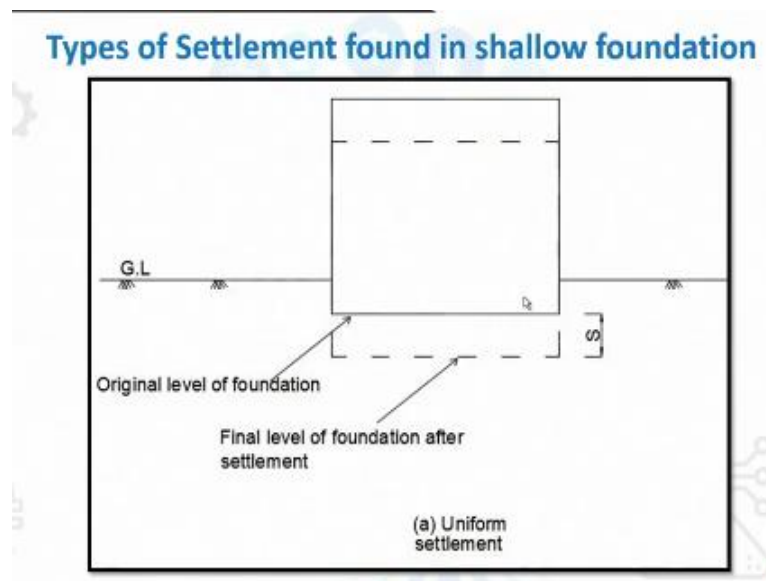 Types of Settlement found in shallow foundation
G.L
S
Original level of foundation
Final level of foundation after
settlement
(a) Uniform
settlement